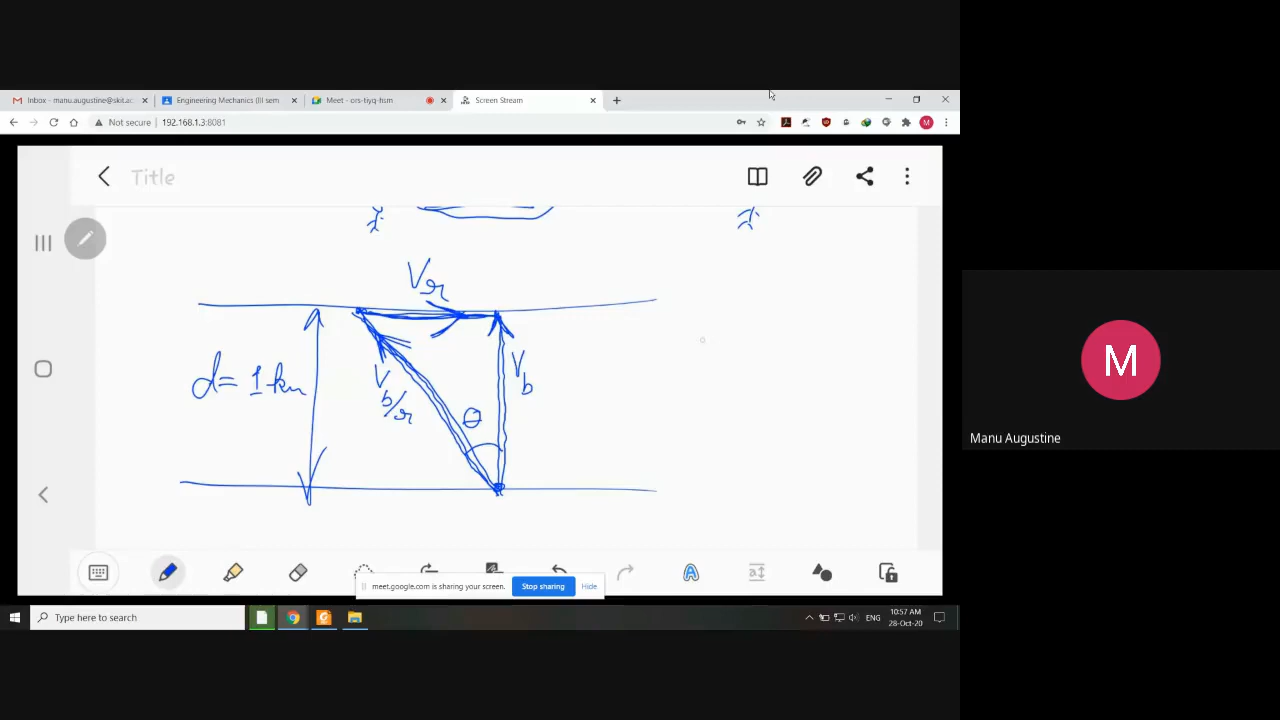 Inbox - manu.augustine@skit.ac
Engineering Mechanics (III sem
Meet - ors-tiyq-hsm
Screen Stream
Not secure 192.168.1.3:8081
M
Title
Vr
d = 1 km
Vb/r
θ
Vb
M
Manu Augustine
meet.google.com is sharing your screen. Stop sharing Hide
Type here to search
ENG
10:57 AM
28-Oct-20